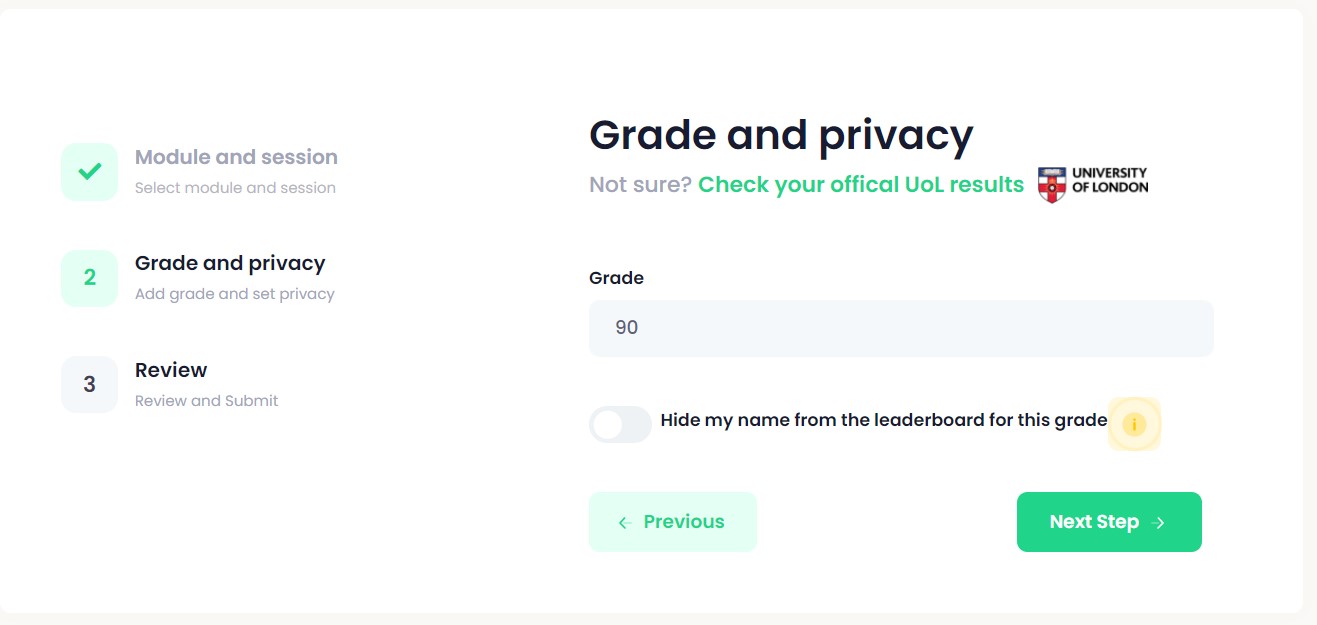 Module and session
Select module and session
2
Grade and privacy
Add grade and set privacy
3
Review
Review and Submit
Grade and privacy
Not sure? Check your offical UoL results
UNIVERSITY
OF LONDON
Grade
90
Hide my name from the leaderboard for this grade
i
← Previous
Next Step →